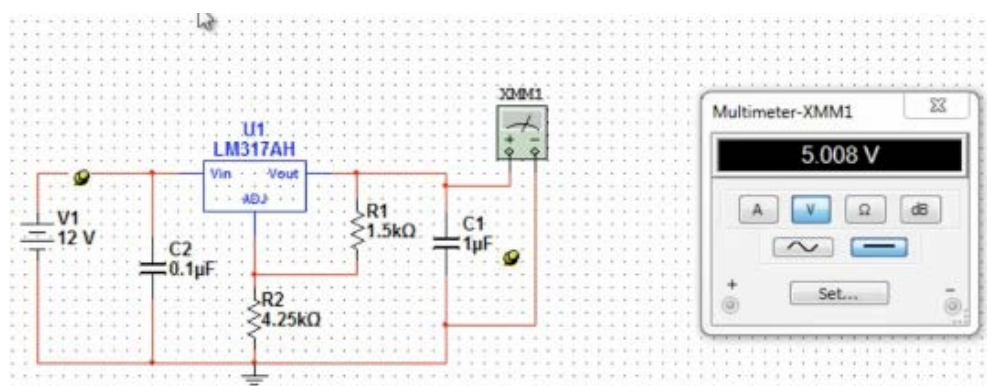 XMM1
U1
LM317AH
Vin Vout
ADJ
V1
12 V
C2
0.1µF
R1
1.5kΩ
C1
1µF
R2
4.25kΩ
+ −
Multimeter-XMM1
5.008 V
A V Ω dB
Set...
+ −